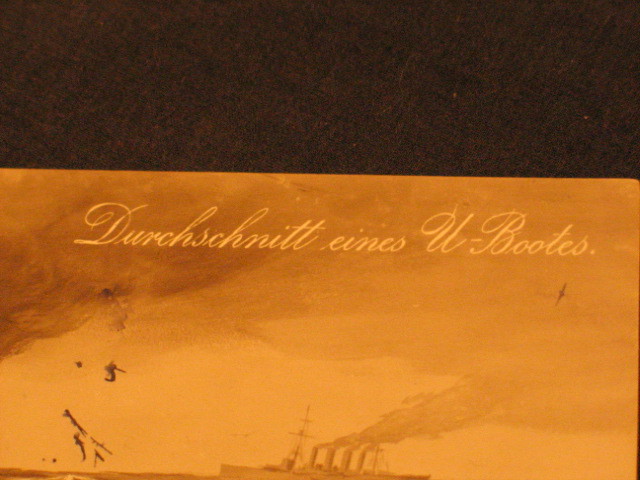 Durchschnitt eines U-Bootes.